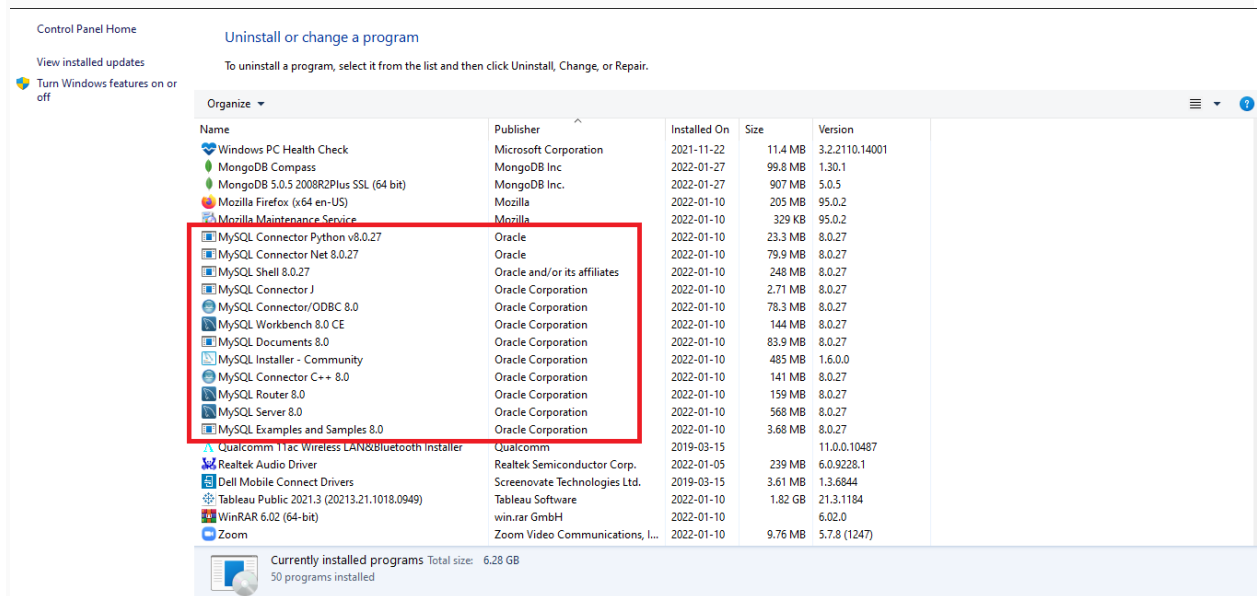 Control Panel Home
View installed updates
Turn Windows features on or
off
Uninstall or change a program
To uninstall a program, select it from the list and then click Uninstall, Change, or Repair.
Organize
Name Publisher Installed On Size Version
Windows PC Health Check Microsoft Corporation 2021-11-22 11.4 MB 3.2.2110.14001
MongoDB Compass MongoDB Inc 2022-01-27 99.8 MB 1.30.1
MongoDB 5.0.5 2008R2Plus SSL (64 bit) MongoDB Inc. 2022-01-27 907 MB 5.0.5
Mozilla Firefox (x64 en-US) Mozilla 2022-01-10 205 MB 95.0.2
Mozilla Maintenance Service Mozilla 2022-01-10 329 KB 95.0.2
MySQL Connector Python v8.0.27 Oracle 2022-01-10 23.3 MB 8.0.27
MySQL Connector Net 8.0.27 Oracle 2022-01-10 79.9 MB 8.0.27
MySQL Shell 8.0.27 Oracle and/or its affiliates 2022-01-10 248 MB 8.0.27
MySQL Connector J Oracle Corporation 2022-01-10 2.71 MB 8.0.27
MySQL Connector/ODBC 8.0 Oracle Corporation 2022-01-10 78.3 MB 8.0.27
MySQL Workbench 8.0 CE Oracle Corporation 2022-01-10 144 MB 8.0.27
MySQL Documents 8.0 Oracle Corporation 2022-01-10 83.9 MB 8.0.27
MySQL Installer - Community Oracle Corporation 2022-01-10 485 MB 1.6.0.0
MySQL Connector C++ 8.0 Oracle Corporation 2022-01-10 141 MB 8.0.27
MySQL Router 8.0 Oracle Corporation 2022-01-10 159 MB 8.0.27
MySQL Server 8.0 Oracle Corporation 2022-01-10 568 MB 8.0.27
MySQL Examples and Samples 8.0 Oracle Corporation 2022-01-10 3.68 MB 8.0.27
Qualcomm 11ac Wireless LAN&Bluetooth Installer Qualcomm 2019-03-15 11.0.0.10487
Realtek Audio Driver Realtek Semiconductor Corp. 2022-01-05 239 MB 6.0.9228.1
Dell Mobile Connect Drivers Screenovate Technologies Ltd. 2019-03-15 3.61 MB 1.3.6844
Tableau Public 2021.3 (20213.21.1018.0949) Tableau Software 2022-01-10 1.82 GB 21.3.1184
WinRAR 6.02 (64-bit) win.rar GmbH 2022-01-10 6.02.0
Zoom Zoom Video Communications, I... 2022-01-10 9.76 MB 5.7.8 (1247)
Currently installed programs Total size: 6.28 GB
50 programs installed